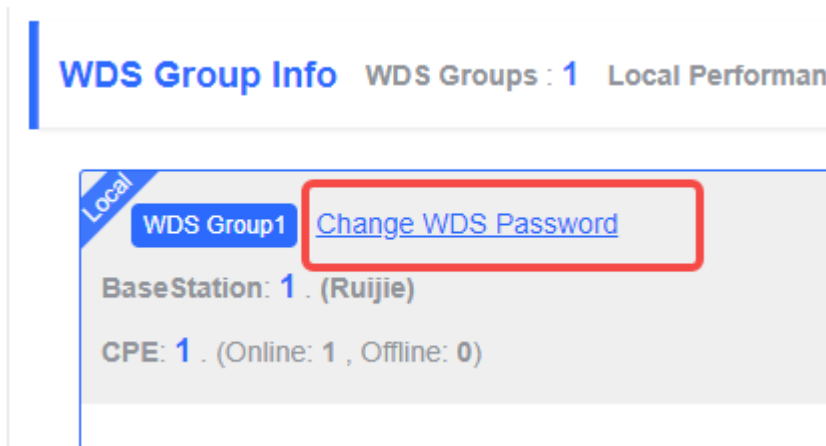 WDS Group Info WDS Groups : 1 Local Performan
Local
WDS Group1 Change WDS Password
BaseStation: 1 . (Ruijie)
CPE: 1 . (Online: 1 , Offline: 0)